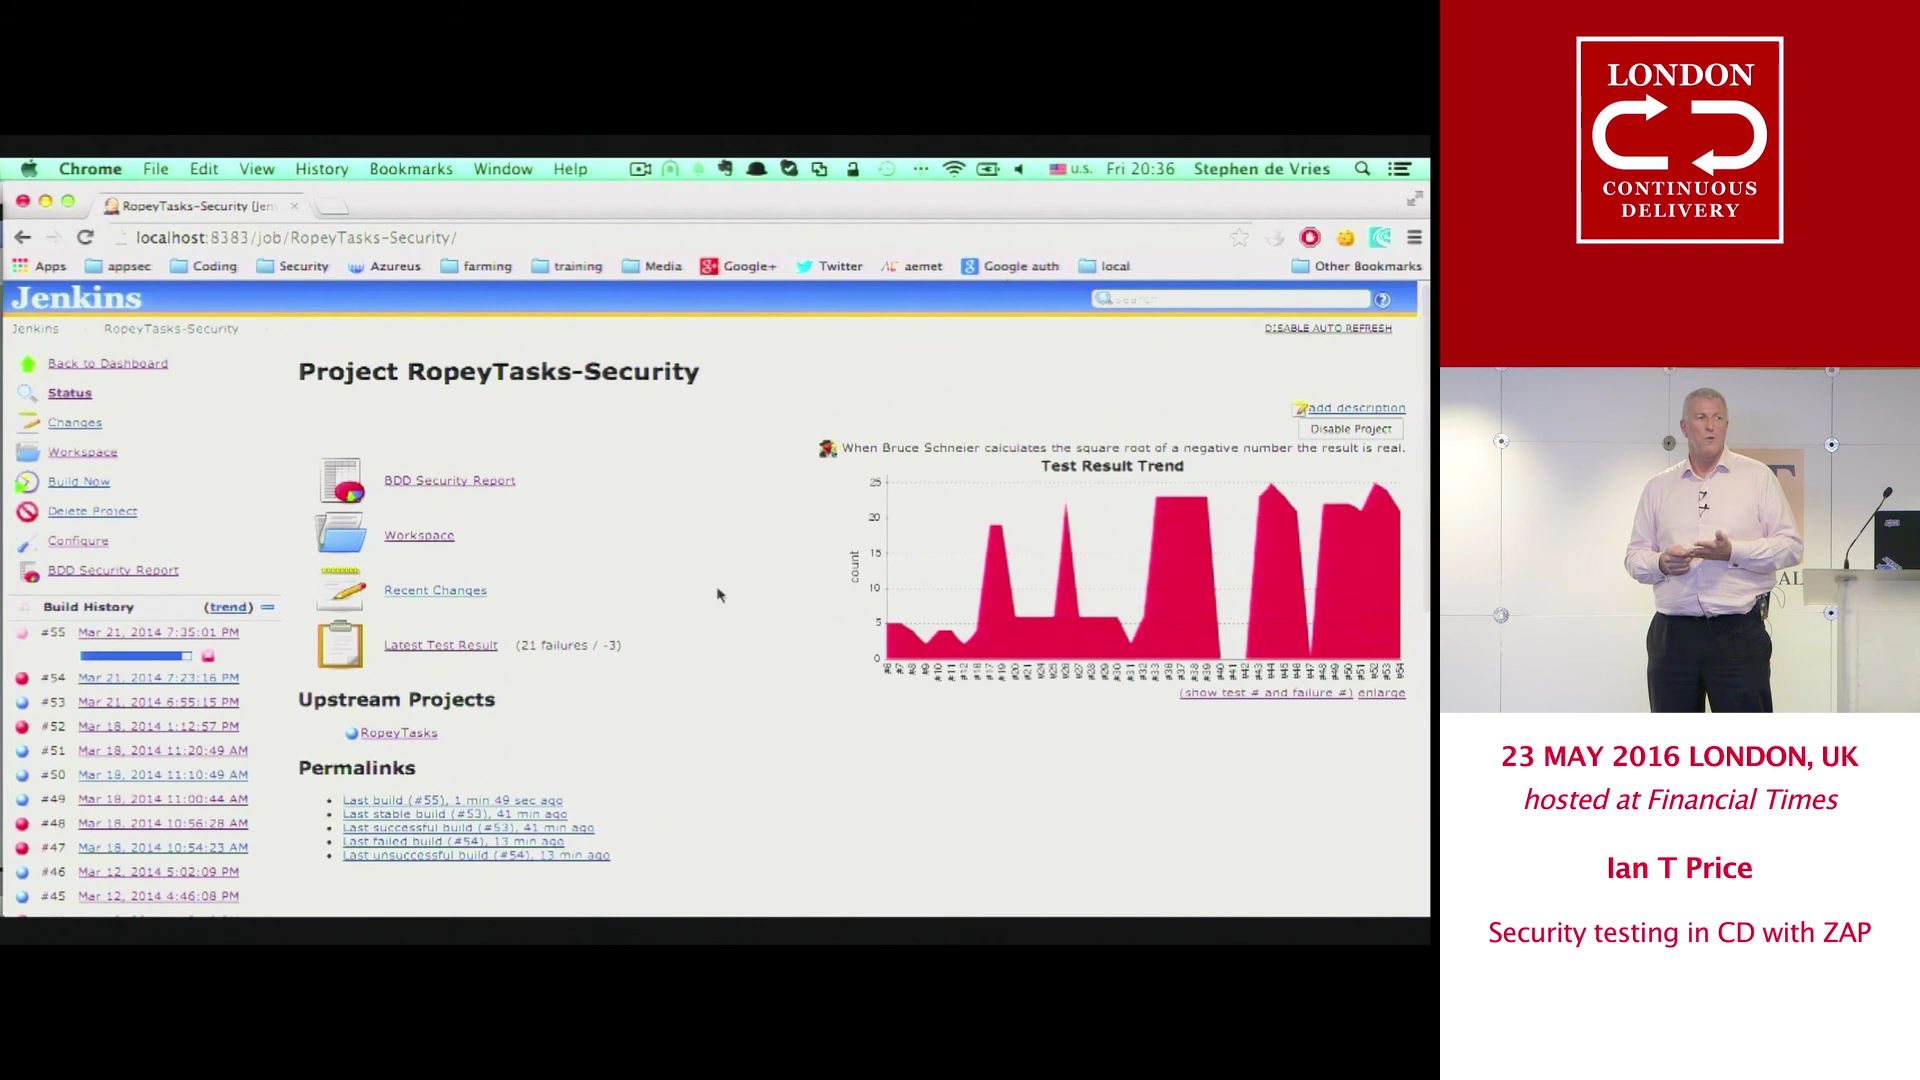 Chrome File Edit View History Bookmarks Window Help U.S. Fri 20:36 Stephen de Vries
RopeyTasks-Security [Jen
localhost:8383/job/RopeyTasks-Security/
Apps appsec Coding Security Azureus farming training Media Google+ Twitter aemet Google auth local Other Bookmarks
Jenkins
Jenkins RopeyTasks-Security
DISABLE AUTO REFRESH
Back to Dashboard
Status
Changes
Workspace
Build Now
Delete Project
Configure
BDD Security Report
Build History (trend)
#55 Mar 21, 2014 7:35:01 PM
#54 Mar 21, 2014 7:23:16 PM
#53 Mar 21, 2014 6:55:15 PM
#52 Mar 18, 2014 1:12:57 PM
#51 Mar 18, 2014 11:20:49 AM
#50 Mar 18, 2014 11:10:49 AM
#49 Mar 18, 2014 11:00:44 AM
#48 Mar 18, 2014 10:56:28 AM
#47 Mar 18, 2014 10:54:23 AM
#46 Mar 12, 2014 5:02:09 PM
#45 Mar 12, 2014 4:46:08 PM
Project RopeyTasks-Security
BDD Security Report
Workspace
Recent Changes
Latest Test Result (21 failures / -3)
Upstream Projects
RopeyTasks
Permalinks
Last build (#55), 1 min 49 sec ago
Last stable build (#53), 41 min ago
Last successful build (#53), 41 min ago
Last failed build (#54), 13 min ago
Last unsuccessful build (#54), 13 min ago
add description
Disable Project
When Bruce Schneier calculates the square root of a negative number the result is real.
Test Result Trend
count
25
20
15
10
5
0
(show test # and failure #) enlarge
LONDON
CONTINUOUS
DELIVERY
23 MAY 2016 LONDON, UK
hosted at Financial Times
Ian T Price
Security testing in CD with ZAP